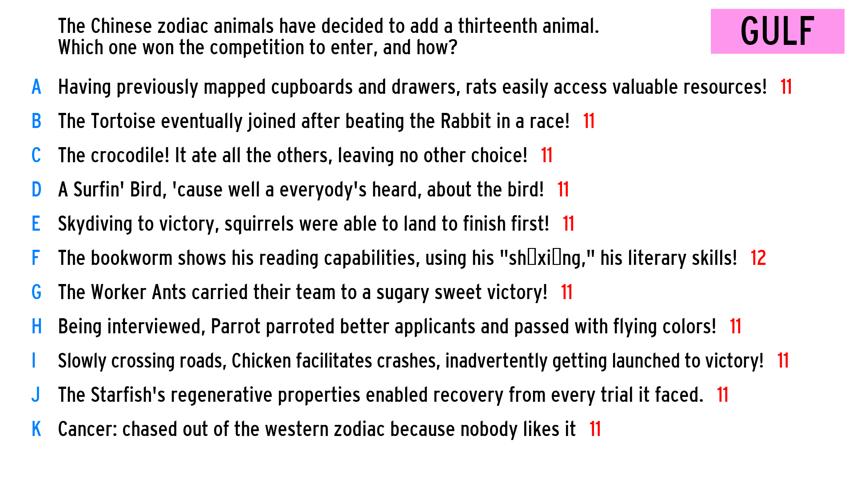 The Chinese zodiac animals have decided to add a thirteenth animal.
Which one won the competition to enter, and how?
GULF
A Having previously mapped cupboards and drawers, rats easily access valuable resources! 11
B The Tortoise eventually joined after beating the Rabbit in a race! 11
C The crocodile! It ate all the others, leaving no other choice! 11
D A Surfin' Bird, 'cause well a everyody's heard, about the bird! 11
E Skydiving to victory, squirrels were able to land to finish first! 11
F The bookworm shows his reading capabilities, using his "sh▯xi▯ng," his literary skills! 12
G The Worker Ants carried their team to a sugary sweet victory! 11
H Being interviewed, Parrot parroted better applicants and passed with flying colors! 11
I Slowly crossing roads, Chicken facilitates crashes, inadvertently getting launched to victory! 11
J The Starfish's regenerative properties enabled recovery from every trial it faced. 11
K Cancer: chased out of the western zodiac because nobody likes it 11